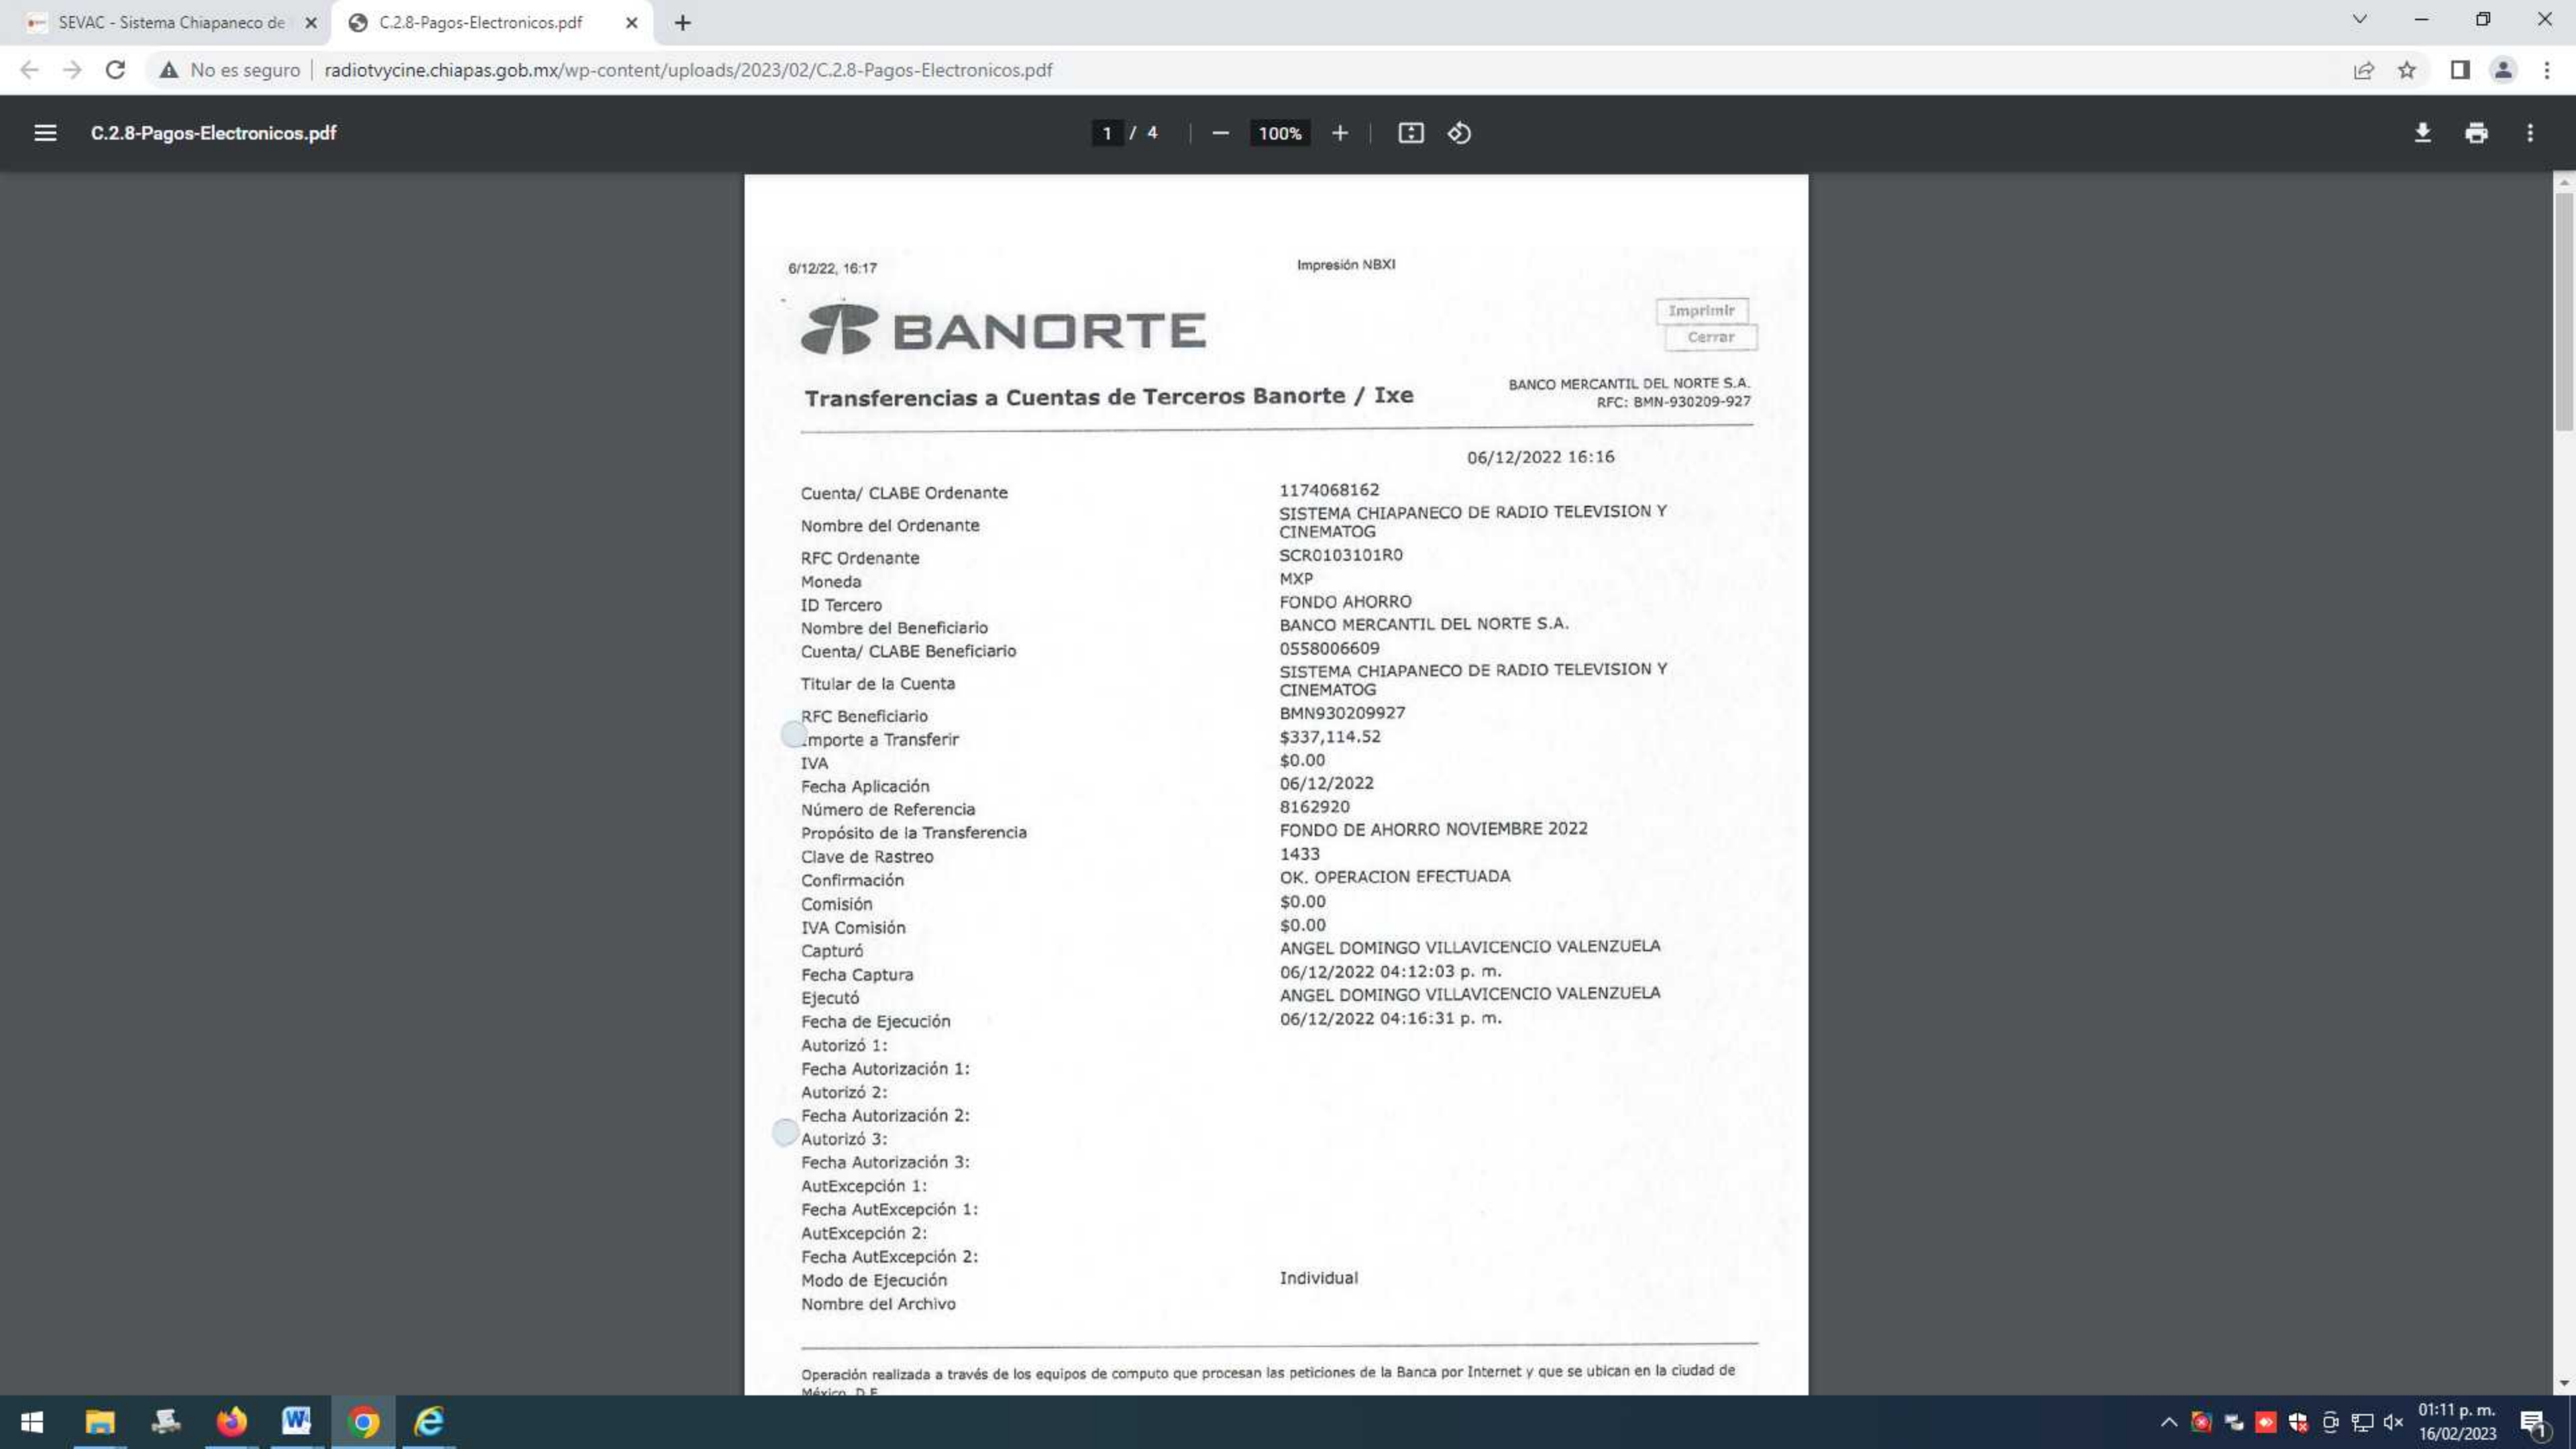 SEVAC - Sistema Chiapaneco de
C.2.8-Pagos-Electronicos.pdf
No es seguro
radiotvycine.chiapas.gob.mx/wp-content/uploads/2023/02/C.2.8-Pagos-Electronicos.pdf
C.2.8-Pagos-Electronicos.pdf
1 / 4
100%
6/12/22, 16:17
Impresión NBXI
BANORTE
Imprimir
Cerrar
Transferencias a Cuentas de Terceros Banorte / Ixe
BANCO MERCANTIL DEL NORTE S.A.
RFC: BMN-930209-927
06/12/2022 16:16
Cuenta/ CLABE Ordenante 1174068162
Nombre del Ordenante SISTEMA CHIAPANECO DE RADIO TELEVISION Y
CINEMATOG
RFC Ordenante SCR0103101R0
Moneda MXP
ID Tercero FONDO AHORRO
Nombre del Beneficiario BANCO MERCANTIL DEL NORTE S.A.
Cuenta/ CLABE Beneficiario 0558006609
Titular de la Cuenta SISTEMA CHIAPANECO DE RADIO TELEVISION Y
CINEMATOG
RFC Beneficiario BMN930209927
mporte a Transferir $337,114.52
IVA $0.00
Fecha Aplicación 06/12/2022
Número de Referencia 8162920
Propósito de la Transferencia FONDO DE AHORRO NOVIEMBRE 2022
Clave de Rastreo 1433
Confirmación OK. OPERACION EFECTUADA
Comisión $0.00
IVA Comisión $0.00
Capturó ANGEL DOMINGO VILLAVICENCIO VALENZUELA
Fecha Captura 06/12/2022 04:12:03 p. m.
Ejecutó ANGEL DOMINGO VILLAVICENCIO VALENZUELA
Fecha de Ejecución 06/12/2022 04:16:31 p. m.
Autorizó 1:
Fecha Autorización 1:
Autorizó 2:
Fecha Autorización 2:
Autorizó 3:
Fecha Autorización 3:
AutExcepción 1:
Fecha AutExcepción 1:
AutExcepción 2:
Fecha AutExcepción 2:
Modo de Ejecución Individual
Nombre del Archivo
Operación realizada a través de los equipos de computo que procesan las peticiones de la Banca por Internet y que se ubican en la ciudad de
México, D.F.
01:11 p. m.
16/02/2023
1